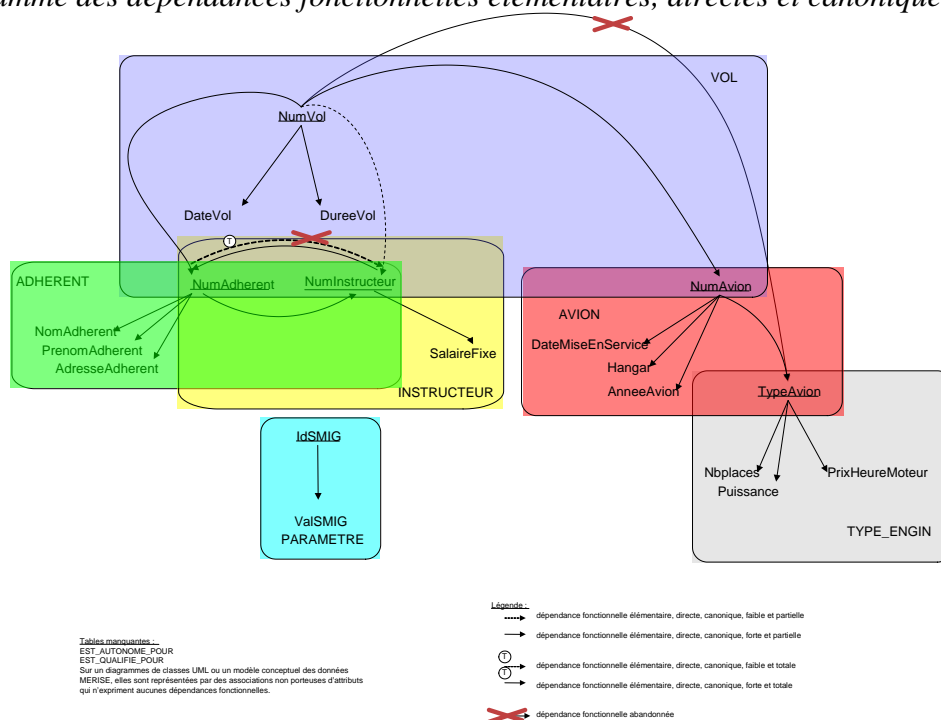 mme des dépendances fonctionnelles élémentaires, directes et canonique
VOL
NumVol
DateVol
DureeVol
T
ADHERENT
NumAdherent
NumInstructeur
NumAvion
AVION
NomAdherent
PrenomAdherent
AdresseAdherent
SalaireFixe
DateMiseEnService
Hangar
AnneeAvion
TypeAvion
INSTRUCTEUR
IdSMIG
ValSMIG
PARAMETRE
Nbplaces
Puissance
PrixHeureMoteur
TYPE_ENGIN
Légende :
dépendance fonctionnelle élémentaire, directe, canonique, faible et partielle
dépendance fonctionnelle élémentaire, directe, canonique, forte et partielle
T
dépendance fonctionnelle élémentaire, directe, canonique, faible et totale
T
dépendance fonctionnelle élémentaire, directe, canonique, forte et totale
dépendance fonctionnelle abandonnée
Tables manquantes :
EST_AUTONOME_POUR
EST_QUALIFIE_POUR
Sur un diagrammes de classes UML ou un modèle conceptuel des données
MERISE, elles sont représentées par des associations non porteuses d'attributs
qui n'expriment aucunes dépendances fonctionnelles.